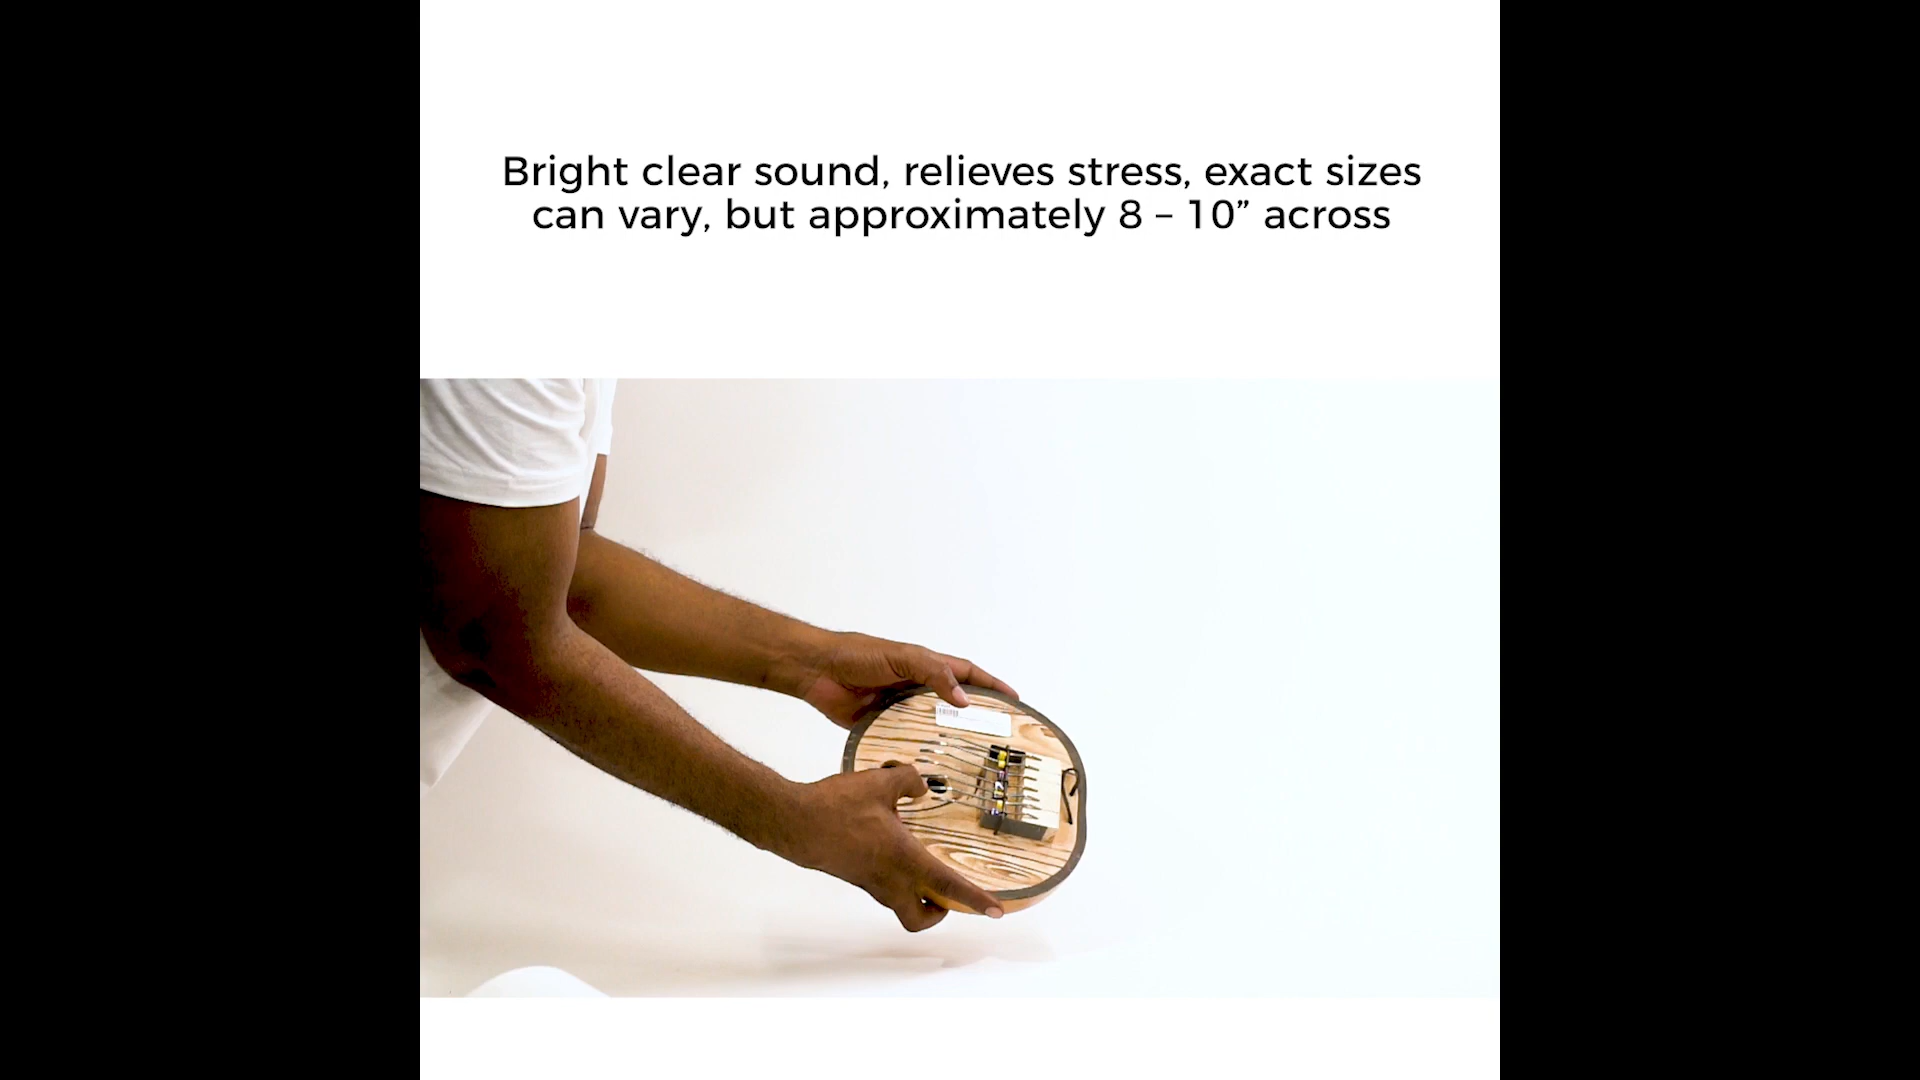 Bright clear sound, relieves stress, exact sizes
can vary, but approximately 8 – 10” across